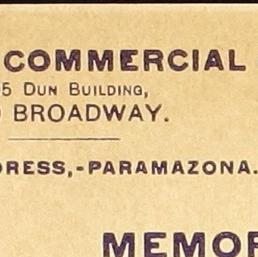 COMMERCIAL
5 Dun Building,
BROADWAY.
DRESS,-PARAMAZONA.
MEMOR